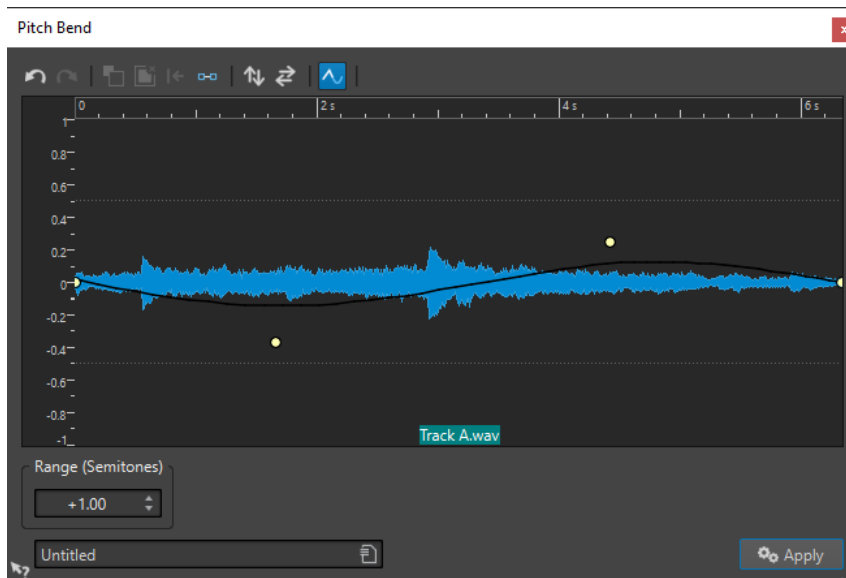 Pitch Bend
x
0
2 s
4 s
6 s
1
0.8
0.6
0.4
0.2
0
-0.2
-0.4
-0.6
-0.8
-1
Track A.wav
Range (Semitones)
+1.00
Untitled
Apply